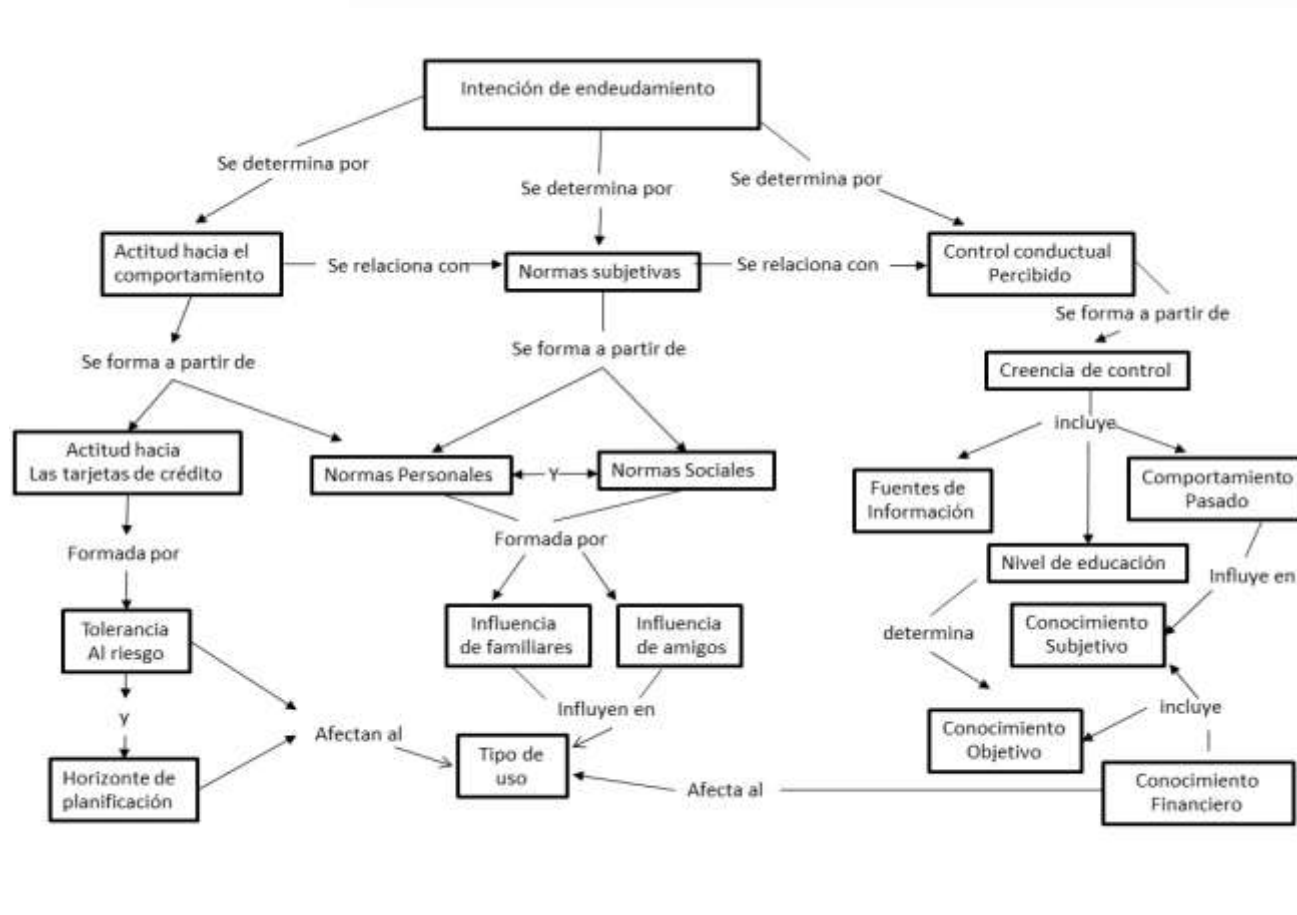 Intención de endeudamiento
Se determina por
Se determina por
Se determina por
Actitud hacia el
comportamiento
Se relaciona con
Normas subjetivas
Se relaciona con
Control conductual
Percibido
Se forma a partir de
Se forma a partir de
Se forma a partir de
Creencia de control
incluye
Actitud hacia
Las tarjetas de crédito
Normas Personales
Y
Normas Sociales
Fuentes de
Información
Comportamiento
Pasado
Formada por
Formada por
Nivel de educación
Influye en
Tolerancia
Al riesgo
Influencia
de familiares
Influencia
de amigos
determina
Conocimiento
Subjetivo
y
Afectan al
Influyen en
incluye
Conocimiento
Objetivo
Tipo de
uso
Horizonte de
planificación
Afecta al
Conocimiento
Financiero